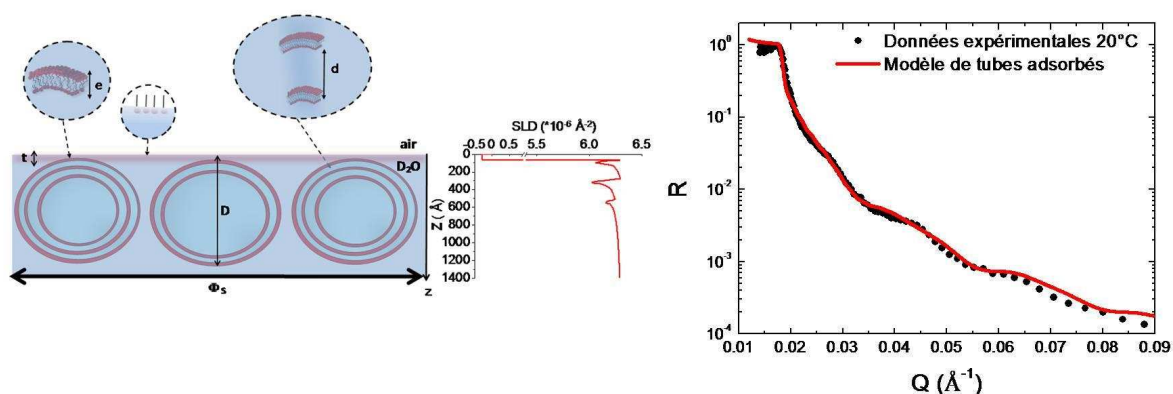 e
d
t
air
D₂O
D
Φs
z
SLD (*10⁻⁶ Å⁻²)
-0.5 0 5.5 6.0 6.5
Z (Å)
0
200
400
600
800
1000
1200
1400
Données expérimentales 20°C
Modèle de tubes adsorbés
R
10⁰
10⁻¹
10⁻²
10⁻³
10⁻⁴
0.01 0.02 0.03 0.04 0.05 0.06 0.07 0.08 0.09
Q (Å⁻¹)